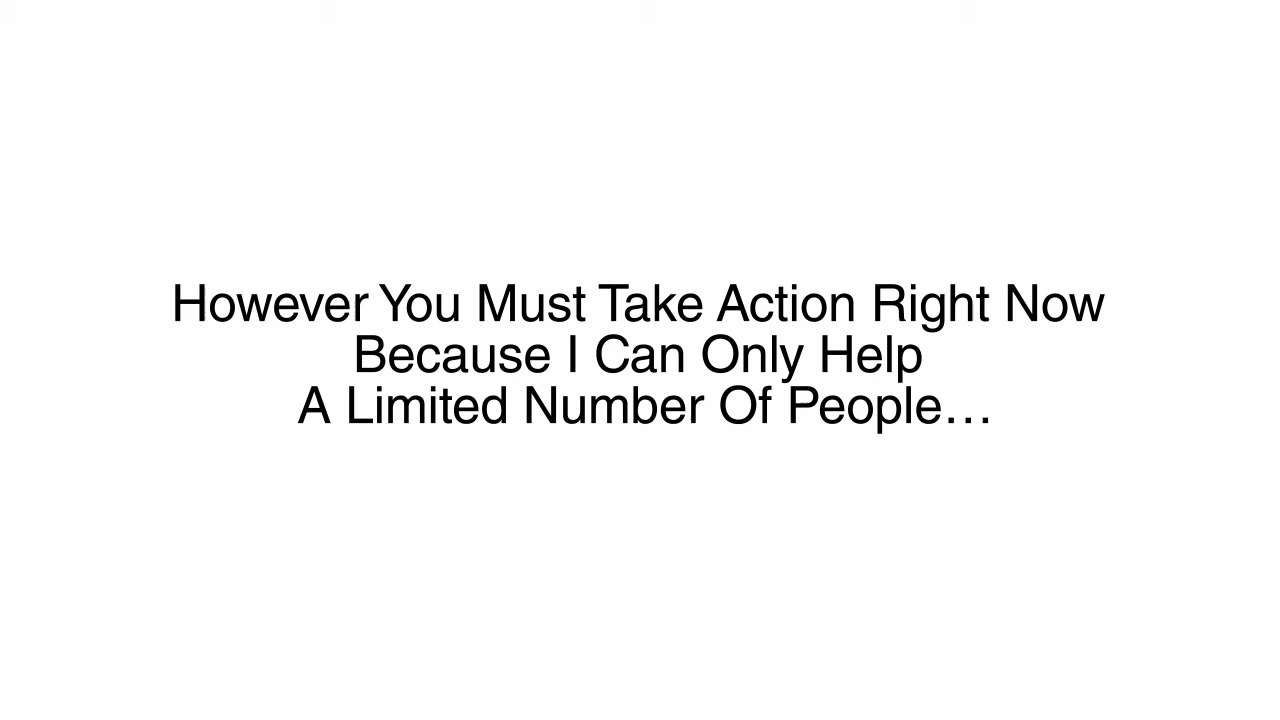 However You Must Take Action Right Now
Because I Can Only Help
A Limited Number Of People…